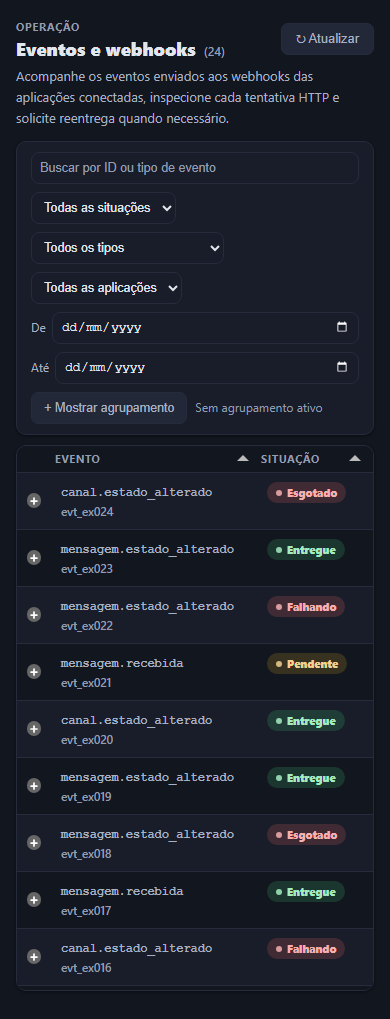 OPERAÇÃO
Eventos e webhooks (24)
↻ Atualizar
Acompanhe os eventos enviados aos webhooks das
aplicações conectadas, inspecione cada tentativa HTTP e
solicite reentrega quando necessário.
Buscar por ID ou tipo de evento
Todas as situações
Todos os tipos
Todas as aplicações
De dd/mm/yyyy
Até dd/mm/yyyy
+ Mostrar agrupamento Sem agrupamento ativo
EVENTO SITUAÇÃO
canal.estado_alterado Esgotado
evt_ex024
mensagem.estado_alterado Entregue
evt_ex023
mensagem.estado_alterado Falhando
evt_ex022
mensagem.recebida Pendente
evt_ex021
canal.estado_alterado Entregue
evt_ex020
mensagem.estado_alterado Entregue
evt_ex019
mensagem.estado_alterado Esgotado
evt_ex018
mensagem.recebida Entregue
evt_ex017
canal.estado_alterado Falhando
evt_ex016